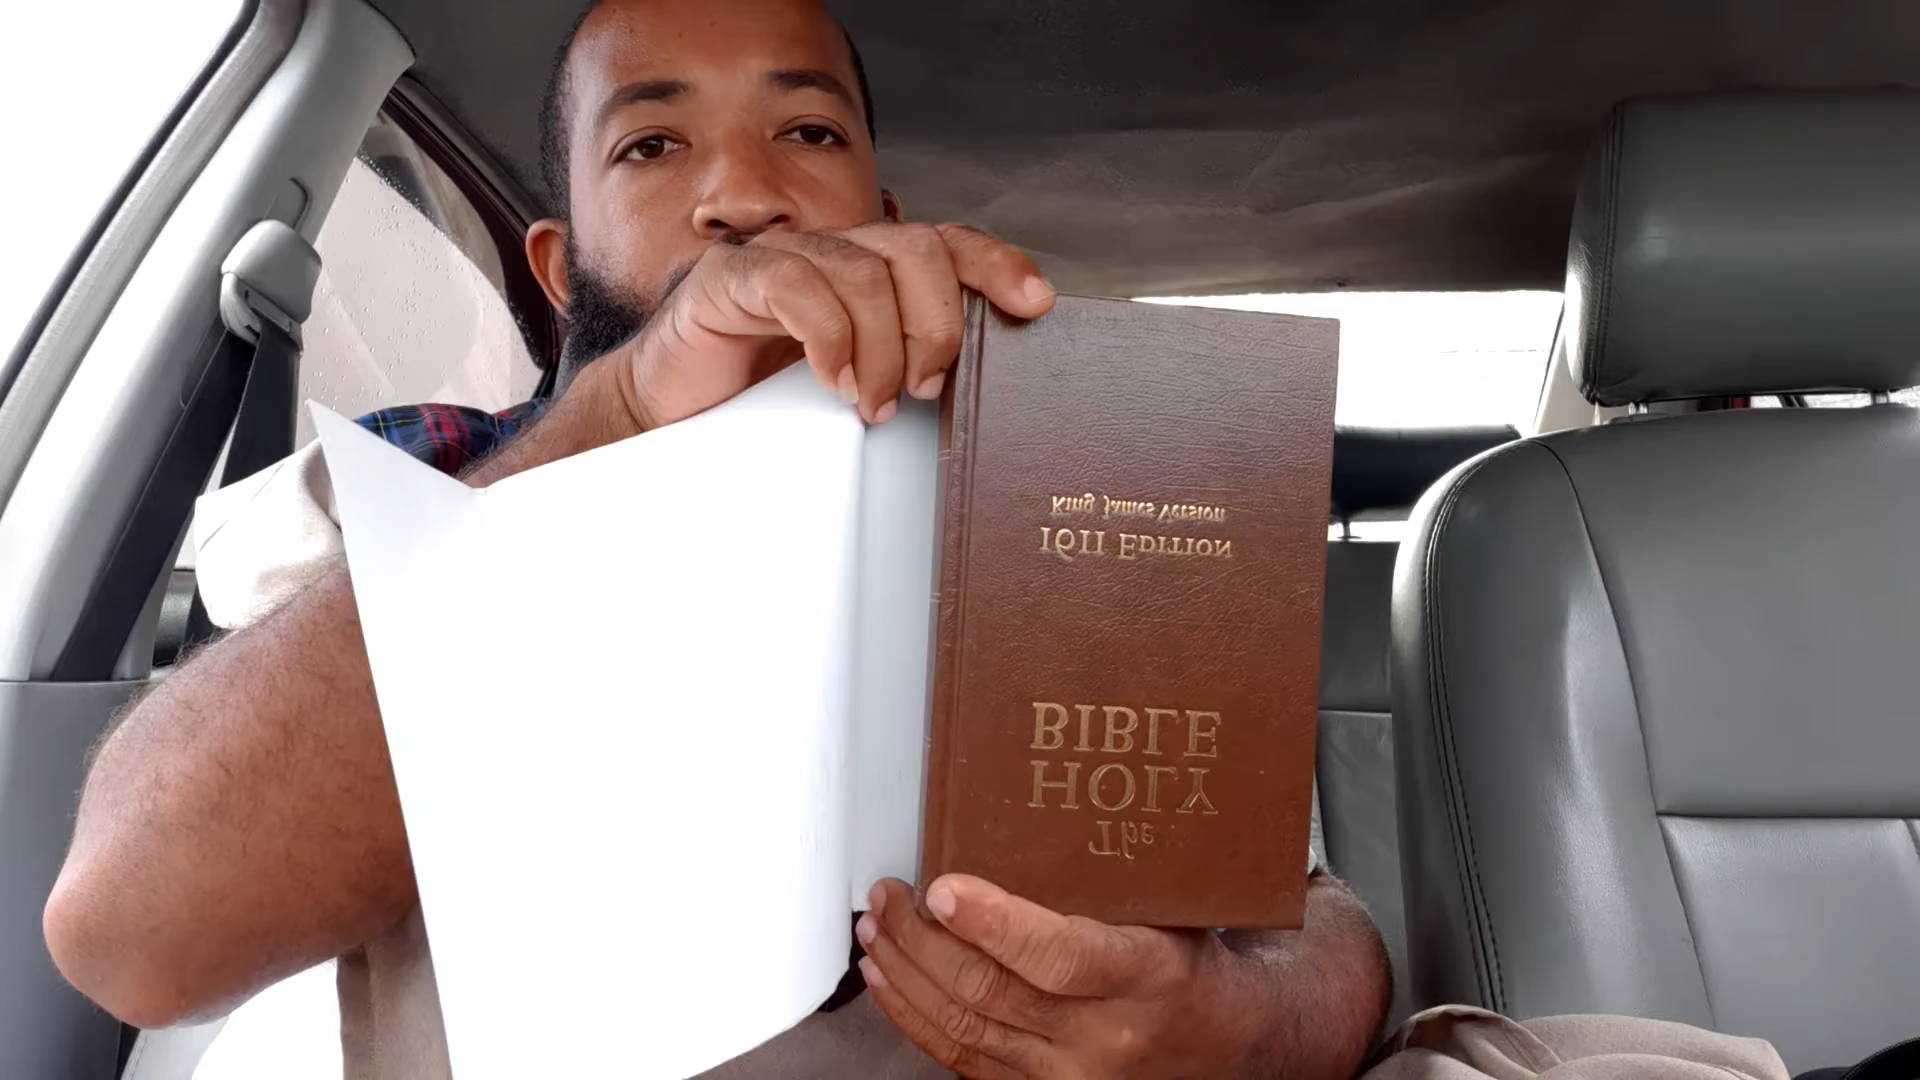 The
HOLY
BIBLE
1611 EDITION
King James Version